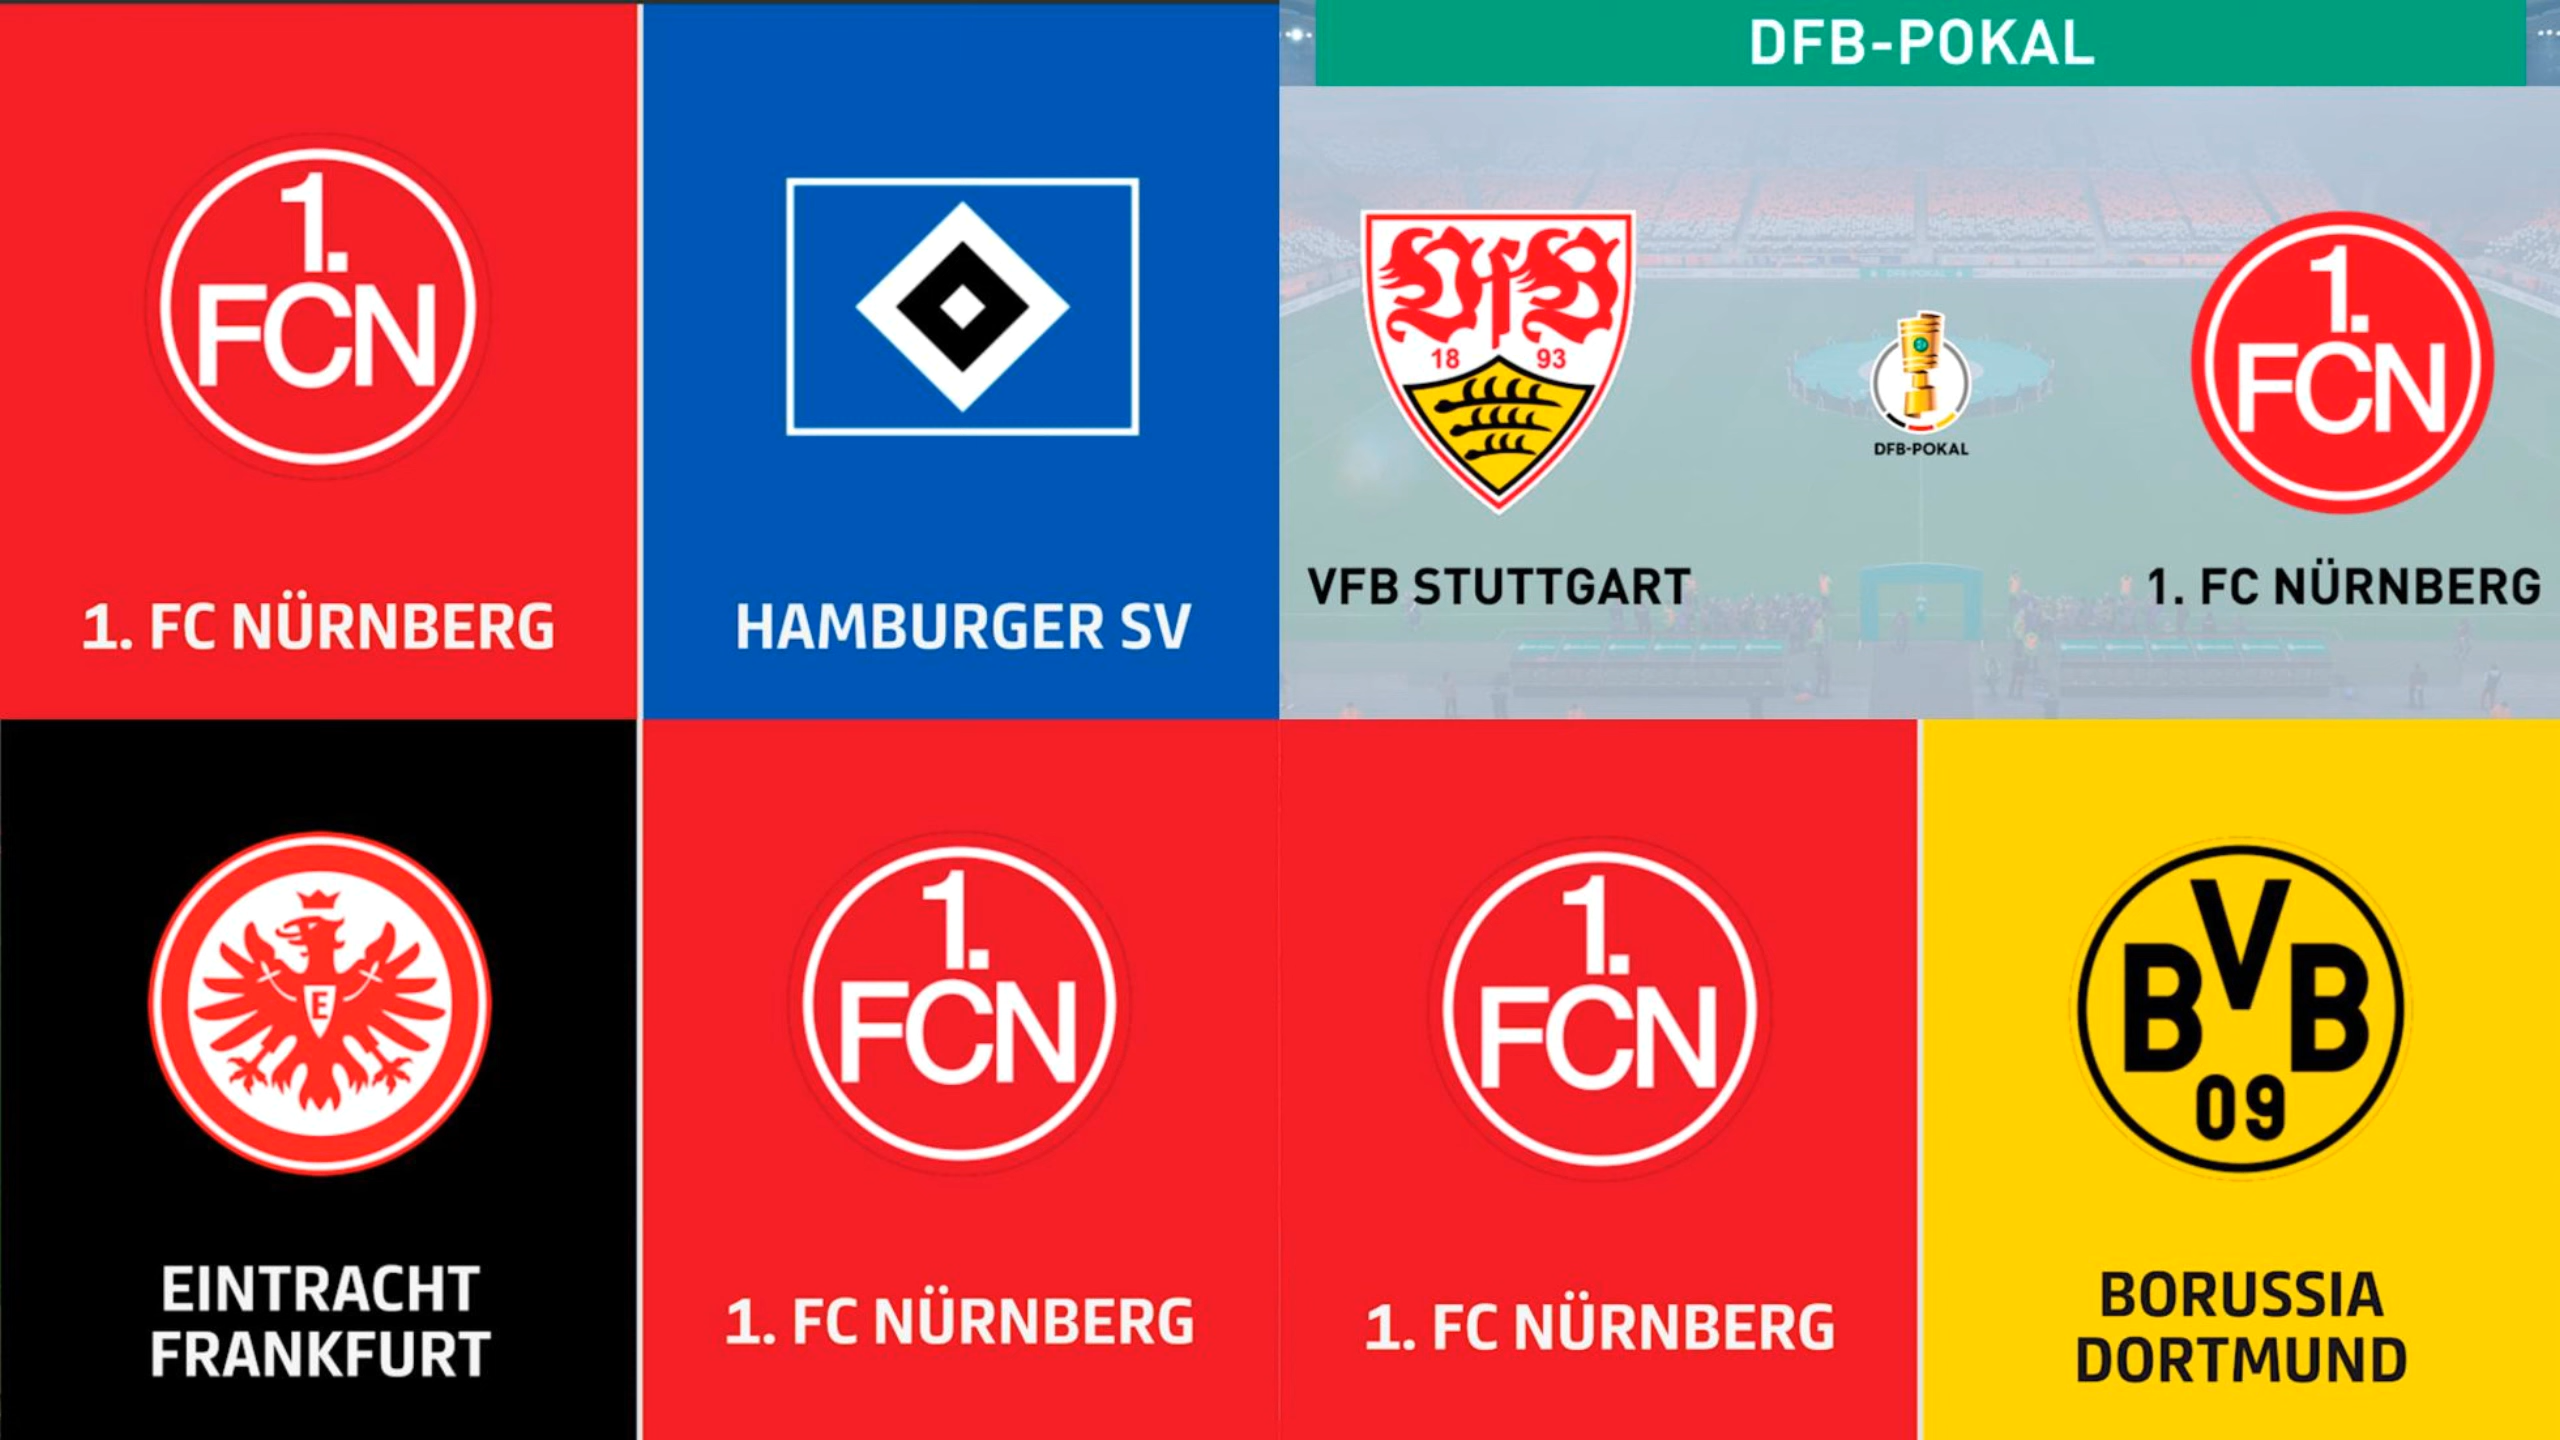 1.
FCN
1. FC NÜRNBERG
HAMBURGER SV
DFB-POKAL
VfB
18 93
VFB STUTTGART
DFB-POKAL
1.
FCN
1. FC NÜRNBERG
E
EINTRACHT
FRANKFURT
1.
FCN
1. FC NÜRNBERG
1.
FCN
1. FC NÜRNBERG
BVB
09
BORUSSIA
DORTMUND